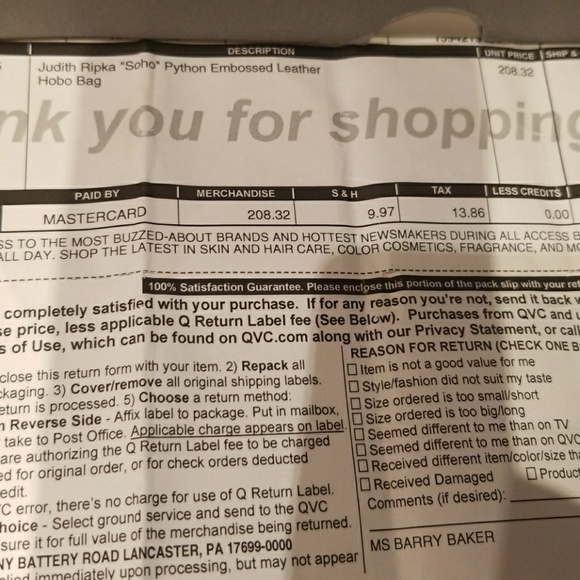 DESCRIPTION UNIT PRICE SHIP &
Judith Ripka "Soho" Python Embossed Leather 208.32
Hobo Bag
nk you for shopping
PAID BY MERCHANDISE S & H TAX LESS CREDITS
MASTERCARD 208.32 9.97 13.86 0.00
SS TO THE MOST BUZZED-ABOUT BRANDS AND HOTTEST NEWSMAKERS DURING ALL ACCESS B
ALL DAY. SHOP THE LATEST IN SKIN AND HAIR CARE, COLOR COSMETICS, FRAGRANCE, AND MO
100% Satisfaction Guarantee. Please enclose this portion of the pack slip with your ret
completely satisfied with your purchase. If for any reason you're not, send it back w
se price, less applicable Q Return Label fee (See Below). Purchases from QVC and u
s of Use, which can be found on QVC.com along with our Privacy Statement, or call
close this return form with your item. 2) Repack all
kaging. 3) Cover/remove all original shipping labels.
eturn is processed. 5) Choose a return method:
n Reverse Side - Affix label to package. Put in mailbox,
take to Post Office. Applicable charge appears on label.
are authorizing the Q Return Label fee to be charged
ed for original order, or for check orders deducted
edit.
C error, there's no charge for use of Q Return Label.
hoice - Select ground service and send to the QVC
sure it for full value of the merchandise being returned.
NY BATTERY ROAD LANCASTER, PA 17699-0000
plied immediately upon processing, but may not appear
REASON FOR RETURN (CHECK ONE B
Item is not a good value for me
Style/fashion did not suit my taste
Size ordered is too small/short
Size ordered is too big/long
Seemed different to me than on TV
Seemed different to me than on QVC
Received different item/color/size tha
Received Damaged Product
Comments (if desired):
MS BARRY BAKER